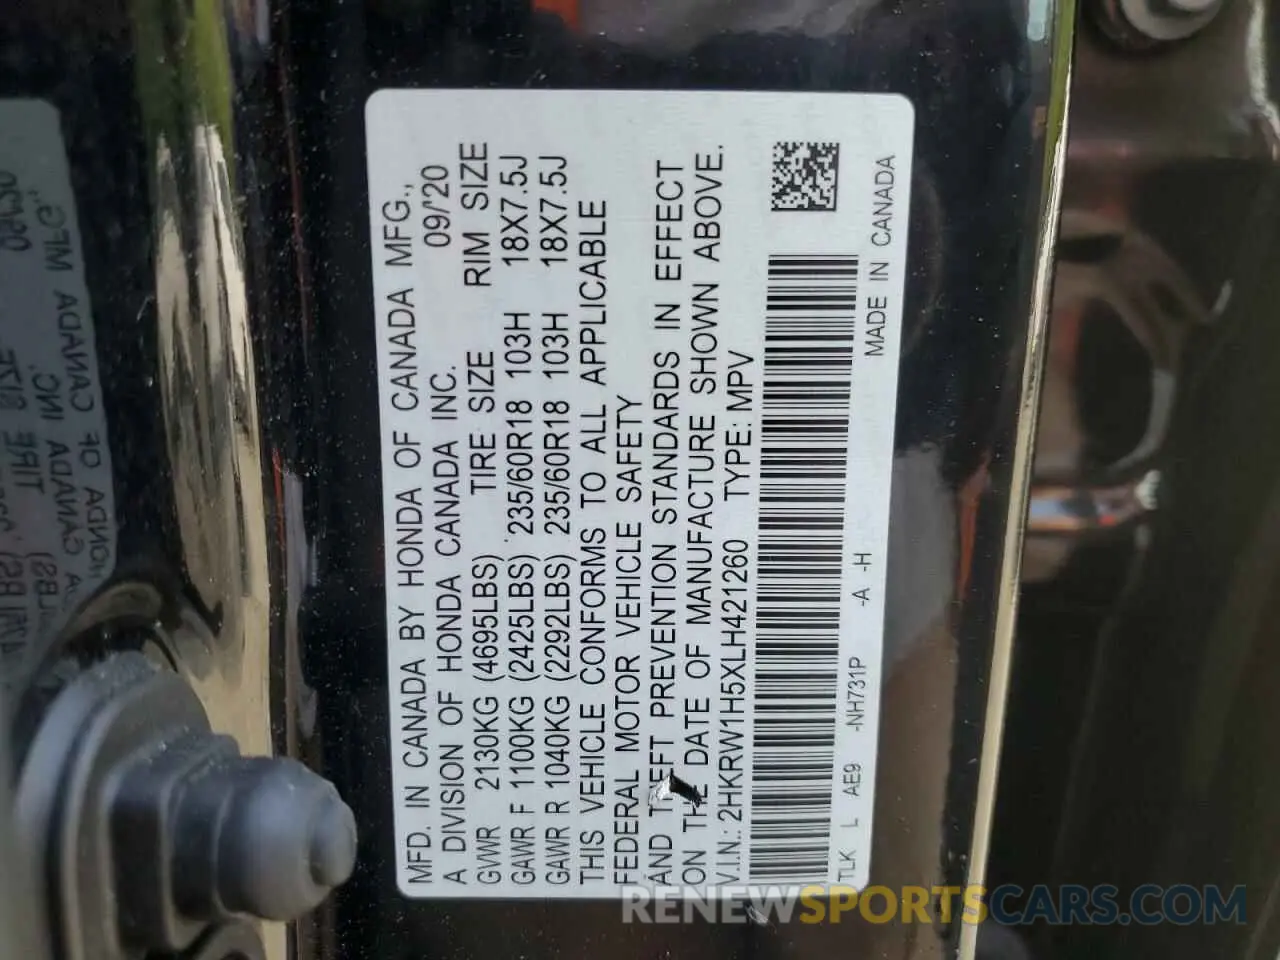 MFD. IN CANADA BY HONDA OF CANADA MFG.,
A DIVISION OF HONDA CANADA INC. 09/'20
GVWR 2130KG (4695LBS) TIRE SIZE RIM SIZE
GAWR F 1100KG (2425LBS) 235/60R18 103H 18X7.5J
GAWR R 1040KG (2292LBS) 235/60R18 103H 18X7.5J
THIS VEHICLE CONFORMS TO ALL APPLICABLE
FEDERAL MOTOR VEHICLE SAFETY
AND THEFT PREVENTION STANDARDS IN EFFECT
ON THE DATE OF MANUFACTURE SHOWN ABOVE.
V.I.N.: 2HKRW1H5XLH421260 TYPE: MPV
TLK L AE9 -NH731P -A -H MADE IN CANADA
RENEWSPORTSCARS.COM